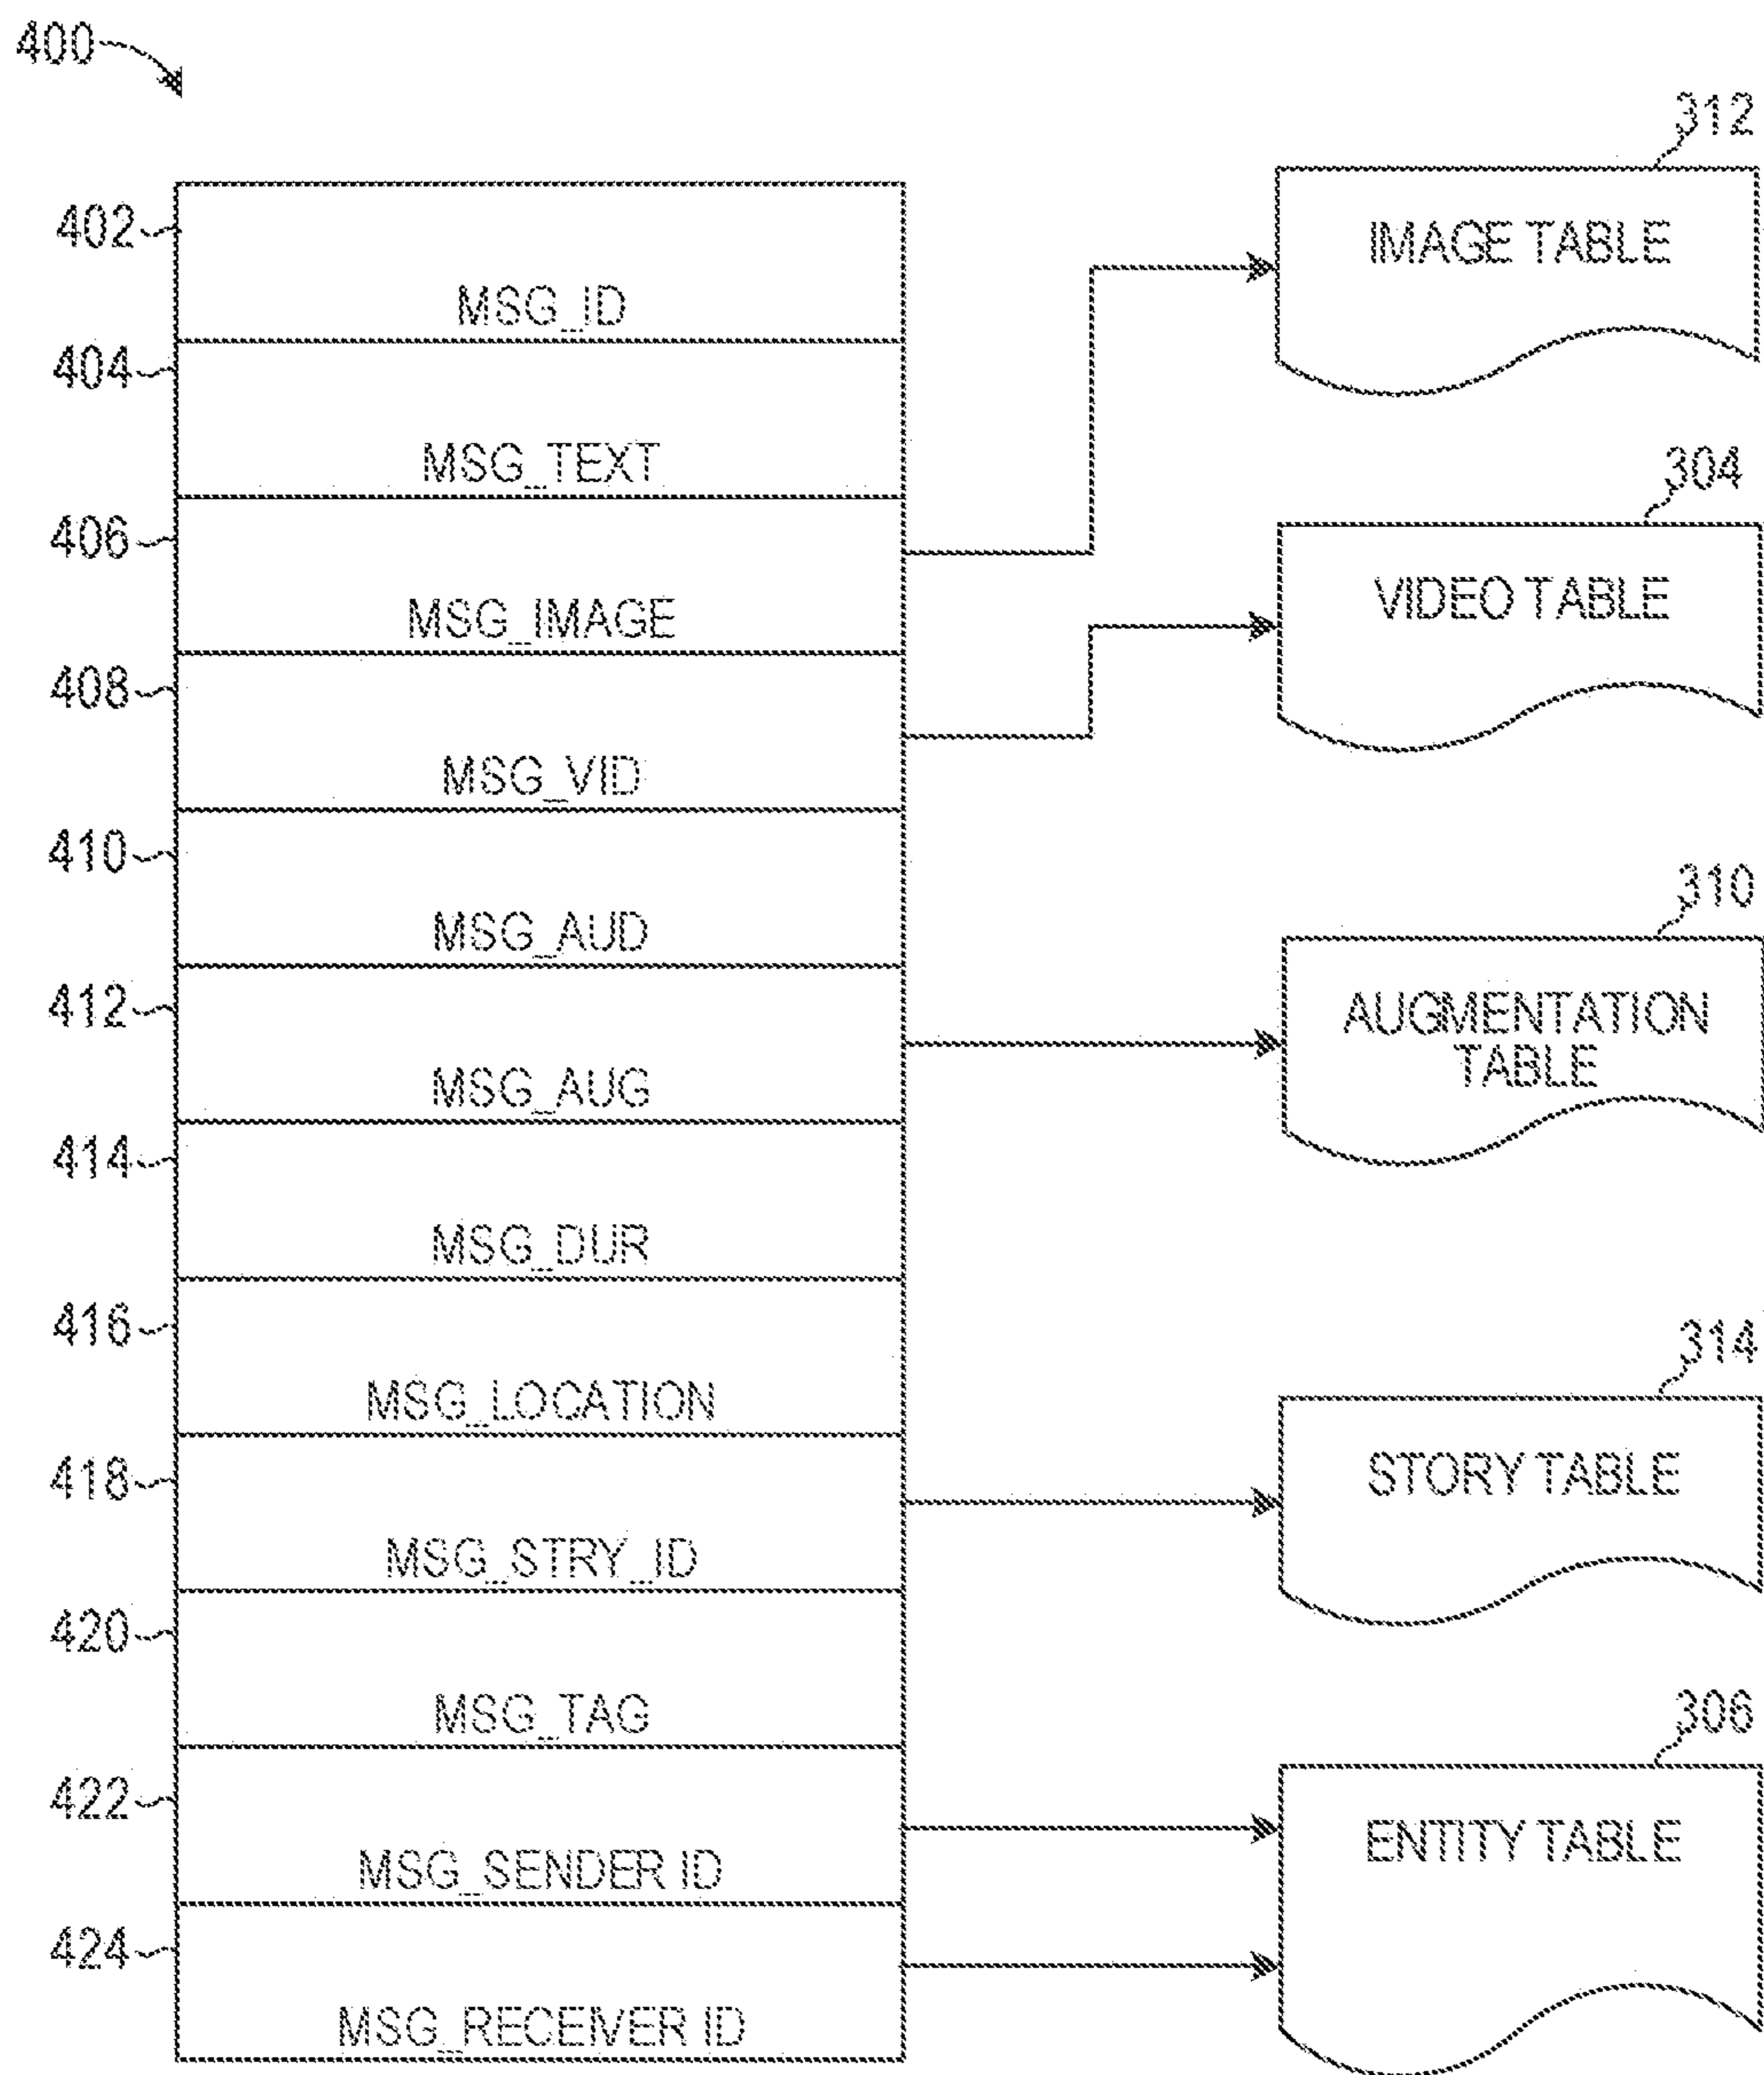 400
312
402
IMAGE TABLE
MSG_ID
404
MSG_TEXT
304
406
VIDEO TABLE
MSG_IMAGE
408
MSG_VID
410
310
MSG_AUD
412
AUGMENTATION
TABLE
MSG_AUG
414
MSG_DUR
416
314
MSG_LOCATION
418
STORY TABLE
MSG_STRY_ID
420
306
MSG_TAG
422
ENTITY TABLE
MSG_SENDER ID
424
MSG_RECEIVER ID